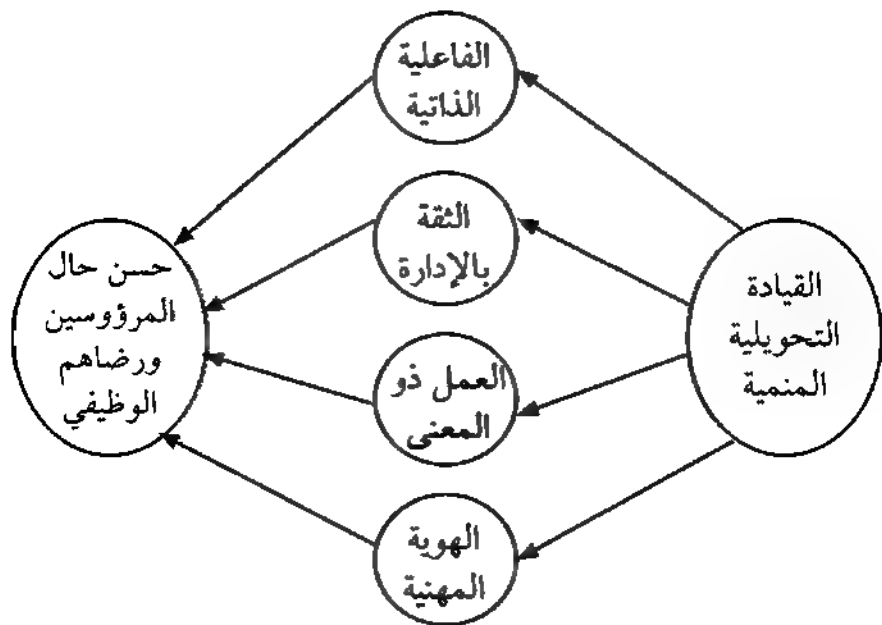 القيادة
التحويلية
المنمية
الفاعلية
الذاتية
الثقة
بالإدارة
العمل ذو
المعنى
الهوية
المهنية
حسن حال
المرؤوسين
ورضاهم
الوظيفي